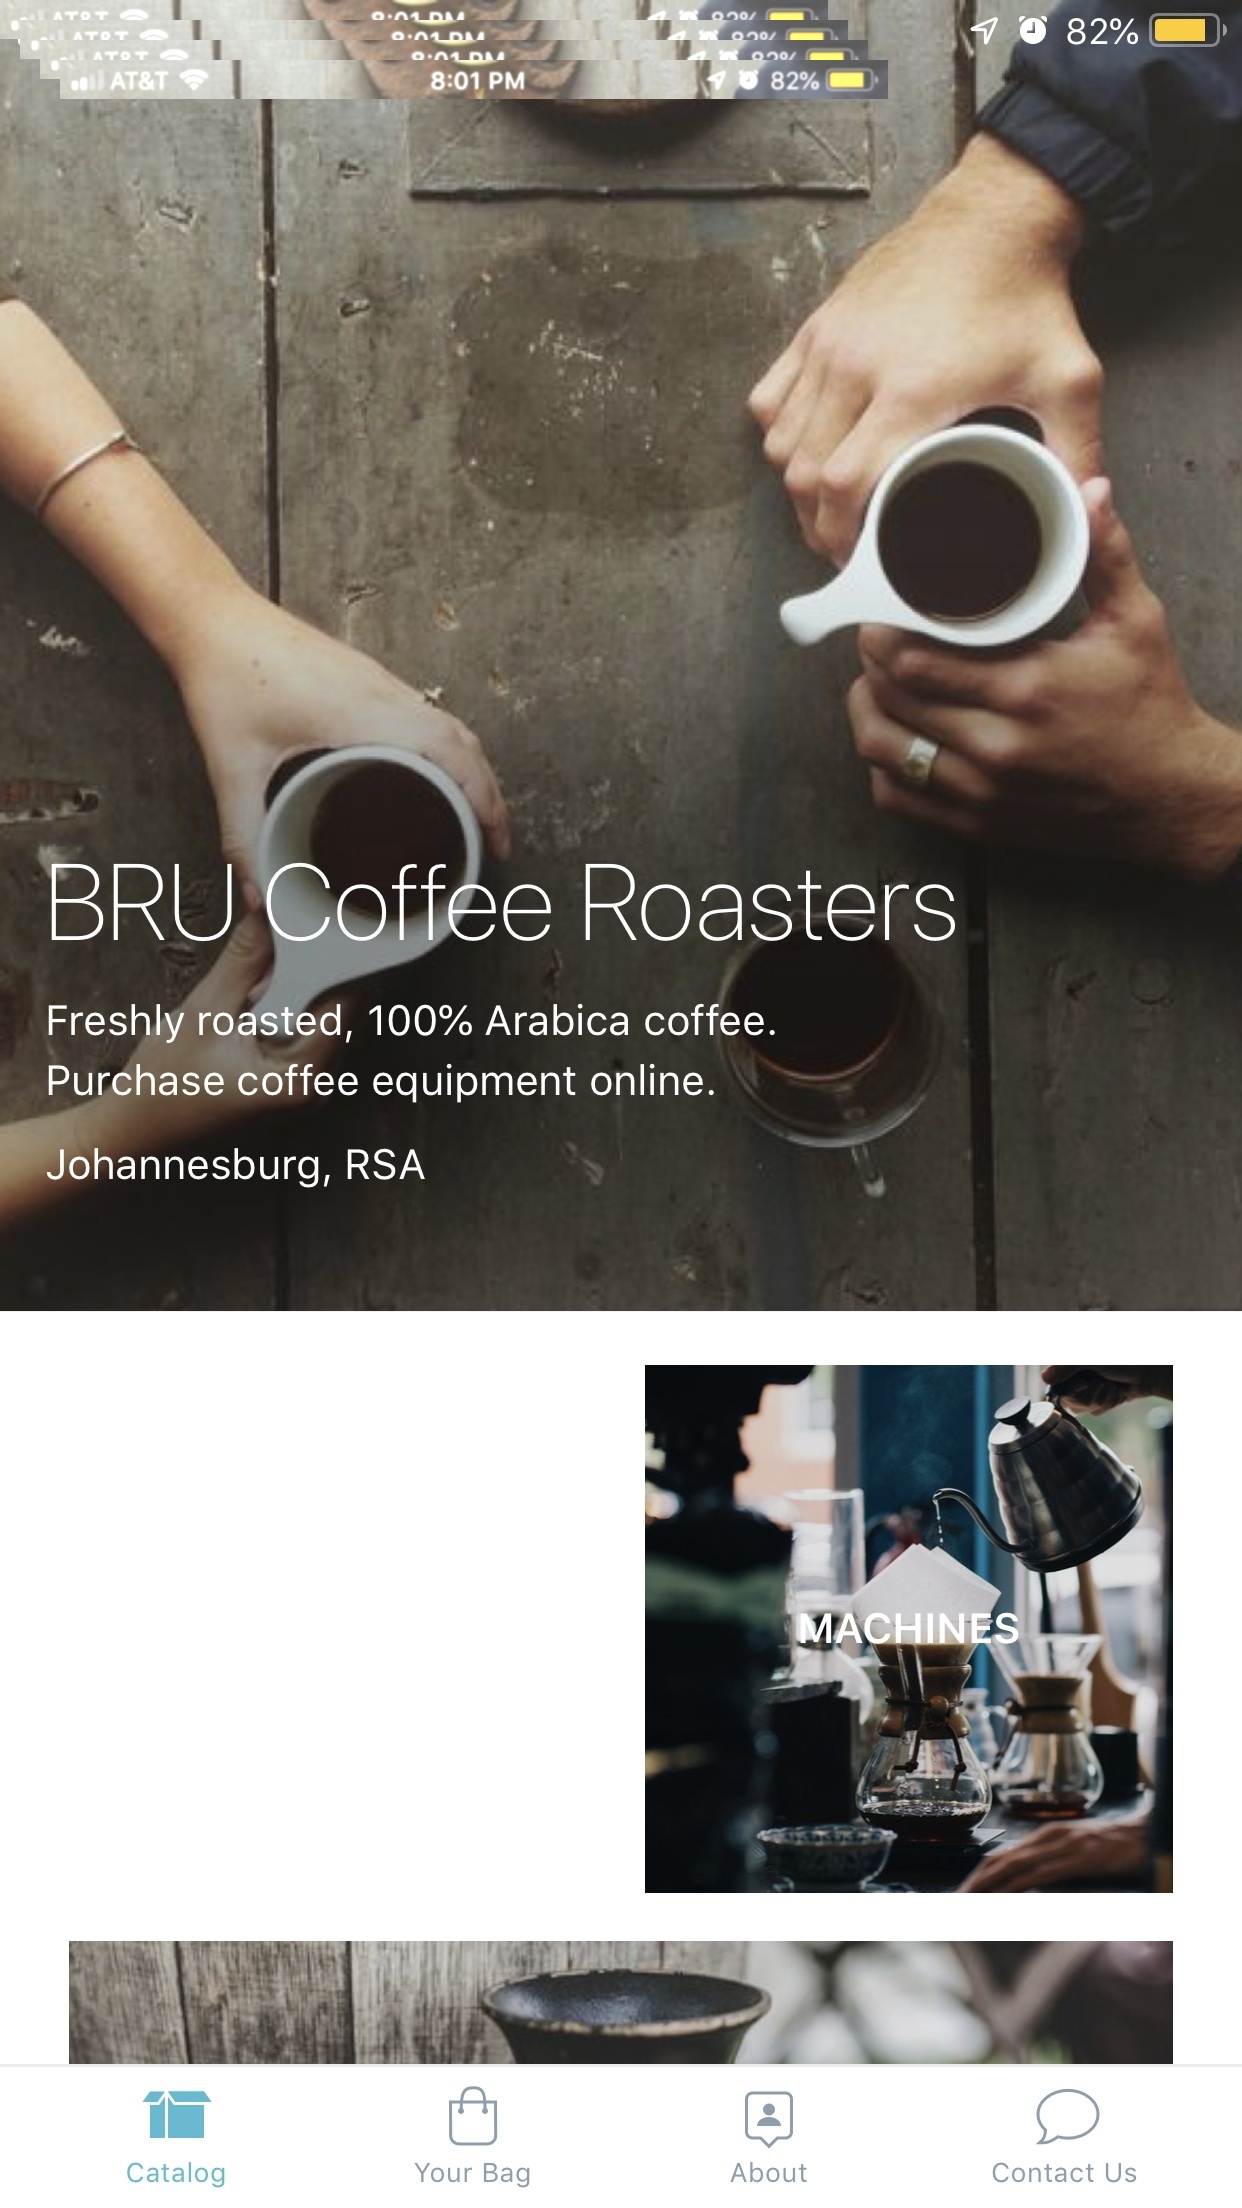 AT&T 8:01 PM 82%
AT&T 8:01 PM 82%
AT&T 8:01 PM 82%
AT&T 8:01 PM 82%
82%
BRU Coffee Roasters
Freshly roasted, 100% Arabica coffee.
Purchase coffee equipment online.
Johannesburg, RSA
MACHINES
Catalog
Your Bag
About
Contact Us